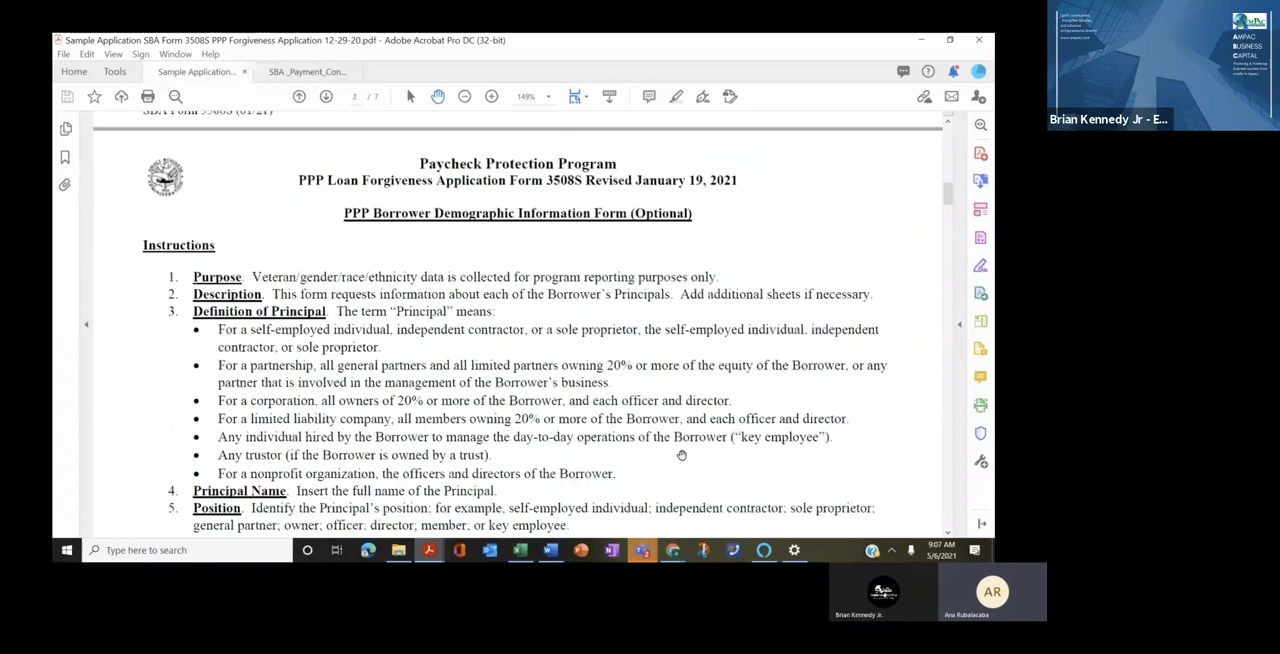 Sample Application SBA Form 3508S PPP Forgiveness Application 12-29-20.pdf - Adobe Acrobat Pro DC (32-bit)
File Edit View Sign Window Help
Home Tools Sample Application... × SBA _Payment_Con...
/ 7 149%
SBA Form 3508S (01/21)
Paycheck Protection Program
PPP Loan Forgiveness Application Form 3508S Revised January 19, 2021
PPP Borrower Demographic Information Form (Optional)
Instructions
1. Purpose. Veteran/gender/race/ethnicity data is collected for program reporting purposes only.
2. Description. This form requests information about each of the Borrower's Principals. Add additional sheets if necessary.
3. Definition of Principal. The term “Principal” means:
• For a self-employed individual, independent contractor, or a sole proprietor, the self-employed individual, independent
contractor, or sole proprietor.
• For a partnership, all general partners and all limited partners owning 20% or more of the equity of the Borrower, or any
partner that is involved in the management of the Borrower's business.
• For a corporation, all owners of 20% or more of the Borrower, and each officer and director.
• For a limited liability company, all members owning 20% or more of the Borrower, and each officer and director.
• Any individual hired by the Borrower to manage the day-to-day operations of the Borrower (“key employee”).
• Any trustor (if the Borrower is owned by a trust).
• For a nonprofit organization, the officers and directors of the Borrower.
4. Principal Name. Insert the full name of the Principal.
5. Position. Identify the Principal's position; for example, self-employed individual; independent contractor; sole proprietor;
general partner; owner; officer; director; member; or key employee.
Type here to search
9:07 AM
5/6/2021
AMPAC
BUSINESS
CAPITAL
Brian Kennedy Jr - E...
Brian Kennedy Jr.
AR
Ana Rubalacaba